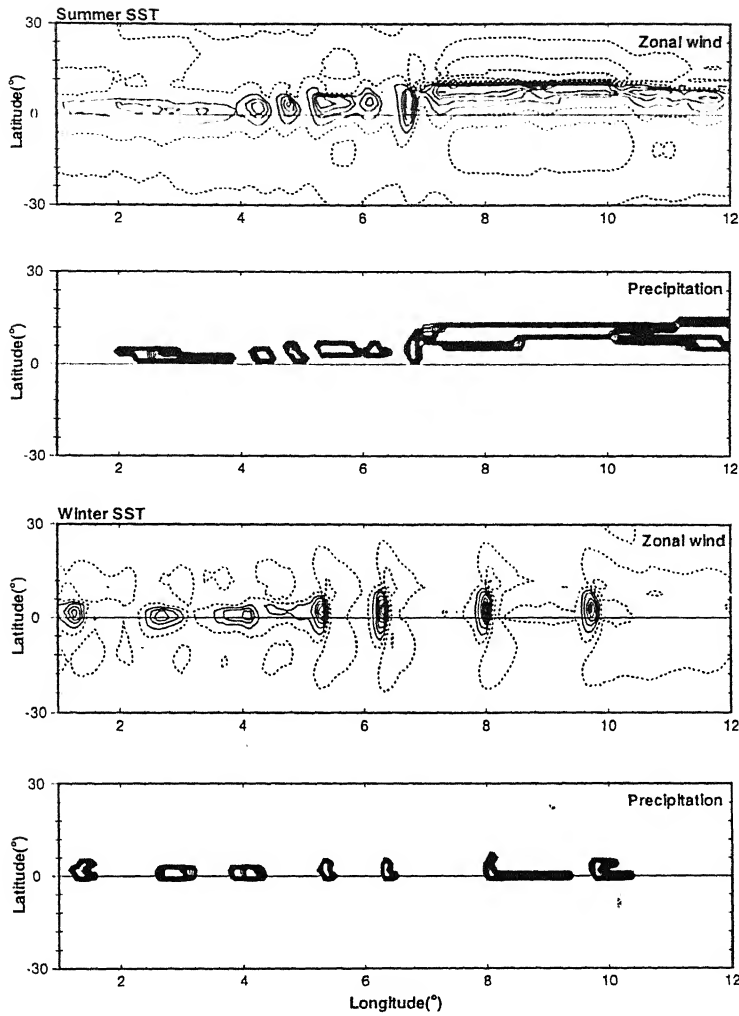 Summer SST
30
Zonal wind
Latitude(°)
0
-30
2 4 6 8 10 12
30
Precipitation
Latitude(°)
0
-30
2 4 6 8 10 12
Winter SST
30
Zonal wind
Latitude(°)
0
-30
2 4 6 8 10 12
30
Precipitation
Latitude(°)
0
-30
2 4 6 8 10 12
Longitude(°)